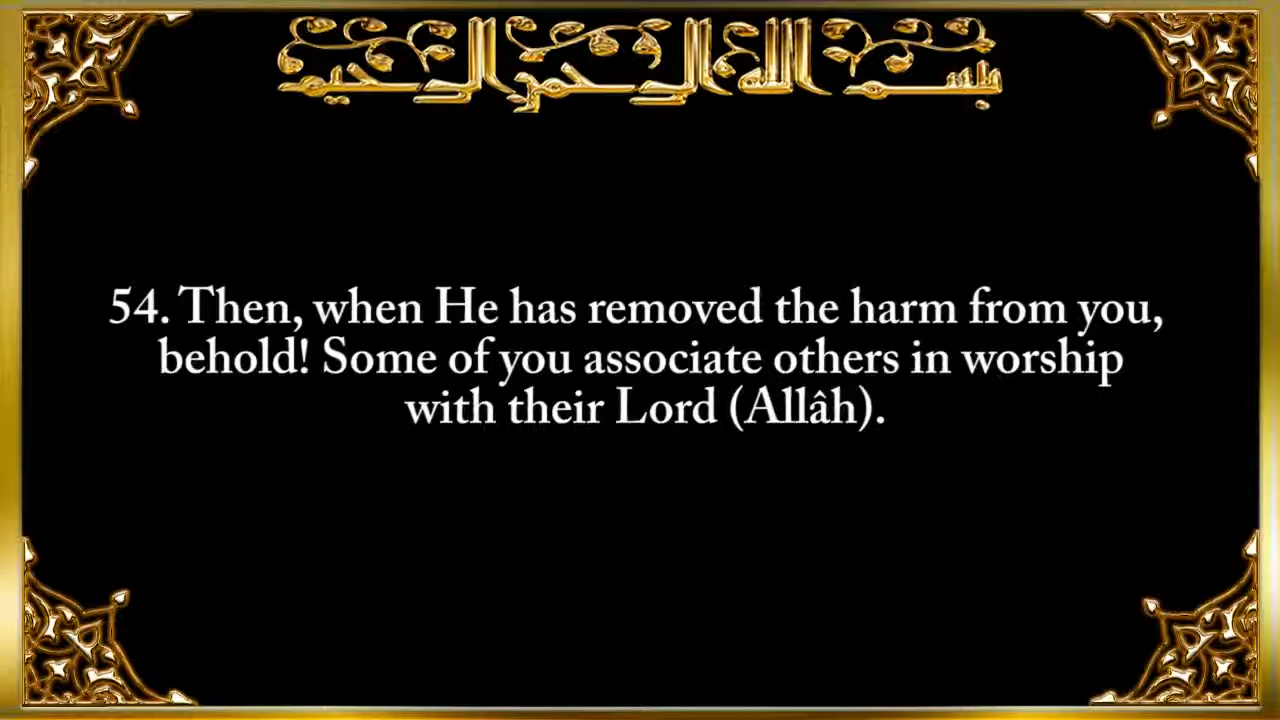 بسم الله الرحمن الرحيم
54. Then, when He has removed the harm from you,
behold! Some of you associate others in worship
with their Lord (Allâh).